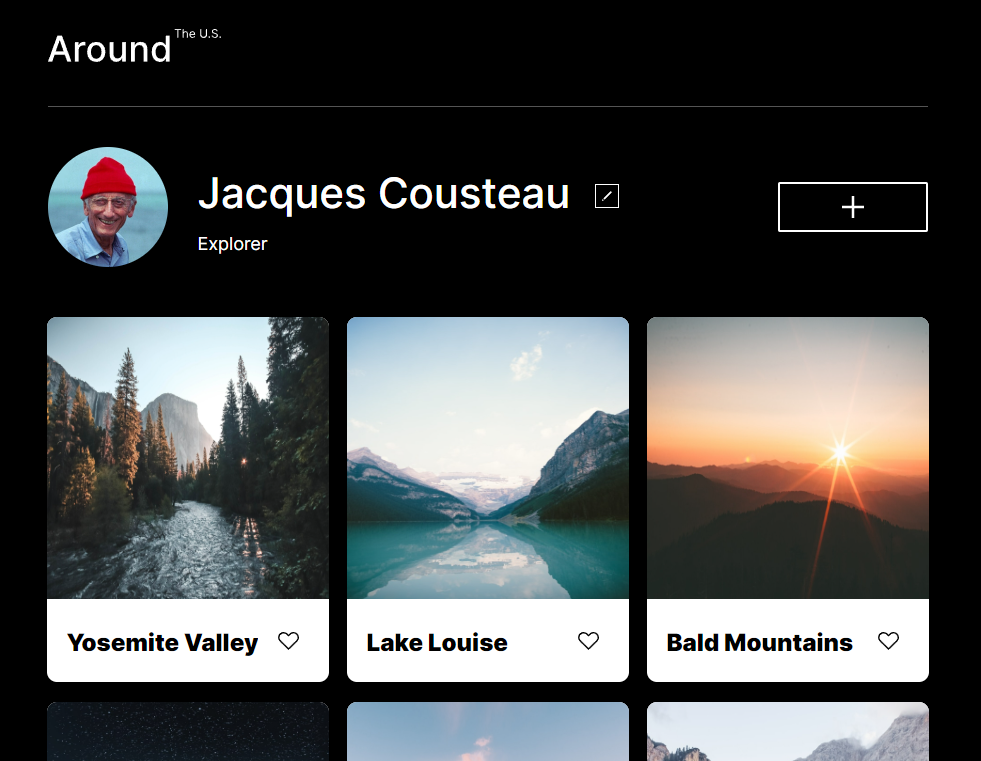 Around The U.S.
Jacques Cousteau
Explorer
Yosemite Valley
Lake Louise
Bald Mountains